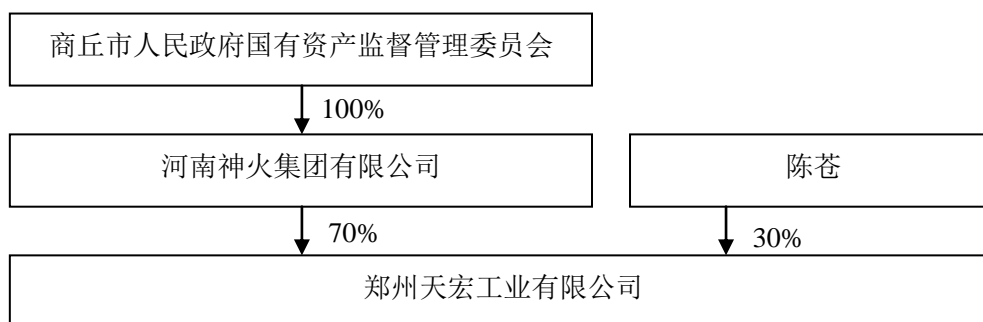 商丘市人民政府国有资产监督管理委员会
100%
河南神火集团有限公司
陈苍
70%
30%
郑州天宏工业有限公司